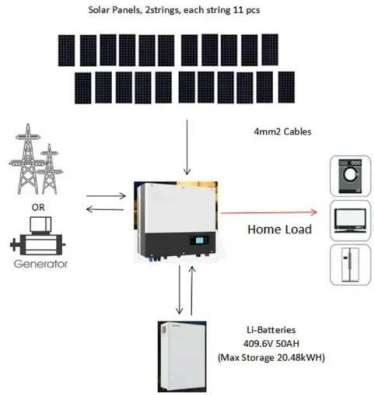 Solar Panels, 2strings, each string 11 pcs
4mm2 Cables
OR
Generator
Home Load
Li-Batteries
409.6V 50AH
(Max Storage 20.48kWH)